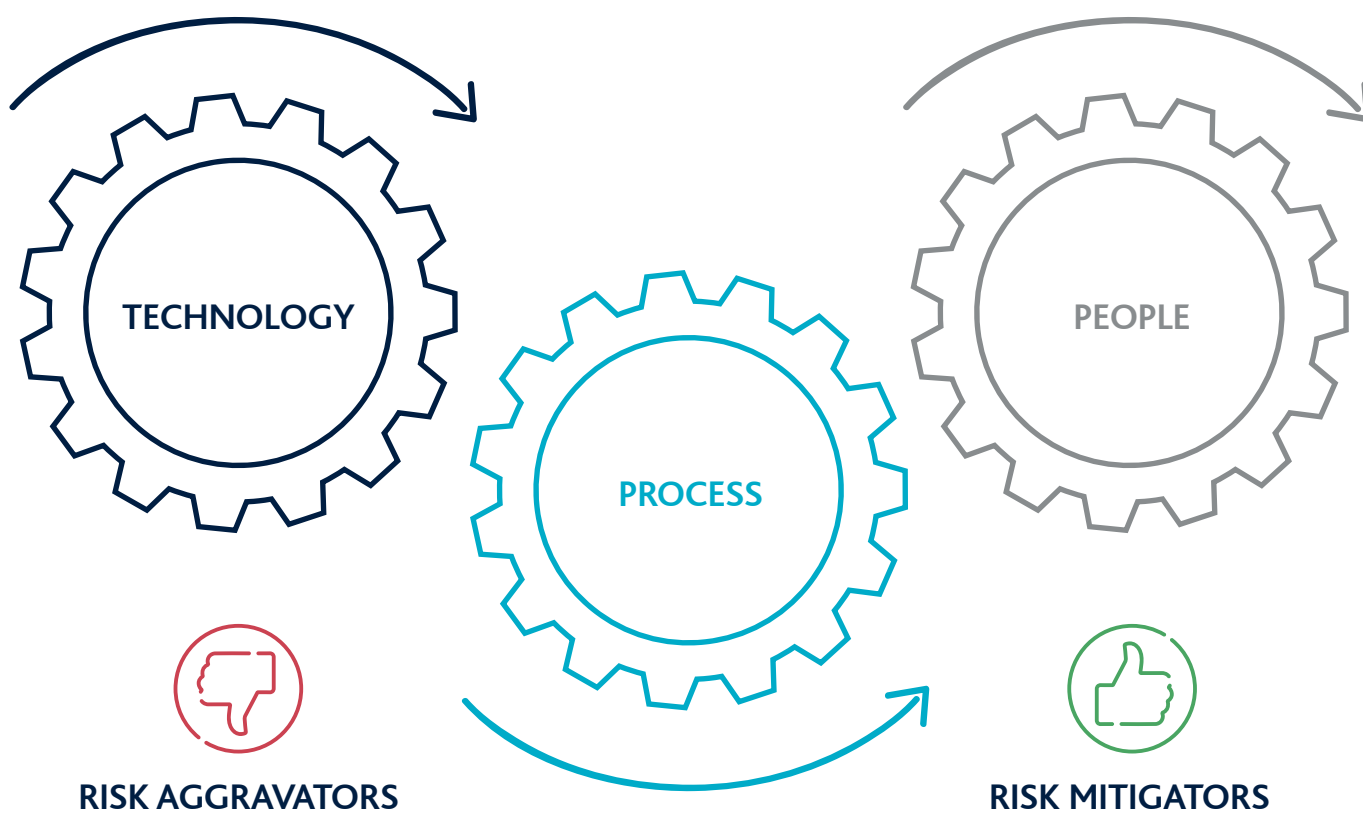 TECHNOLOGY
PEOPLE
PROCESS
RISK AGGRAVATORS
RISK MITIGATORS